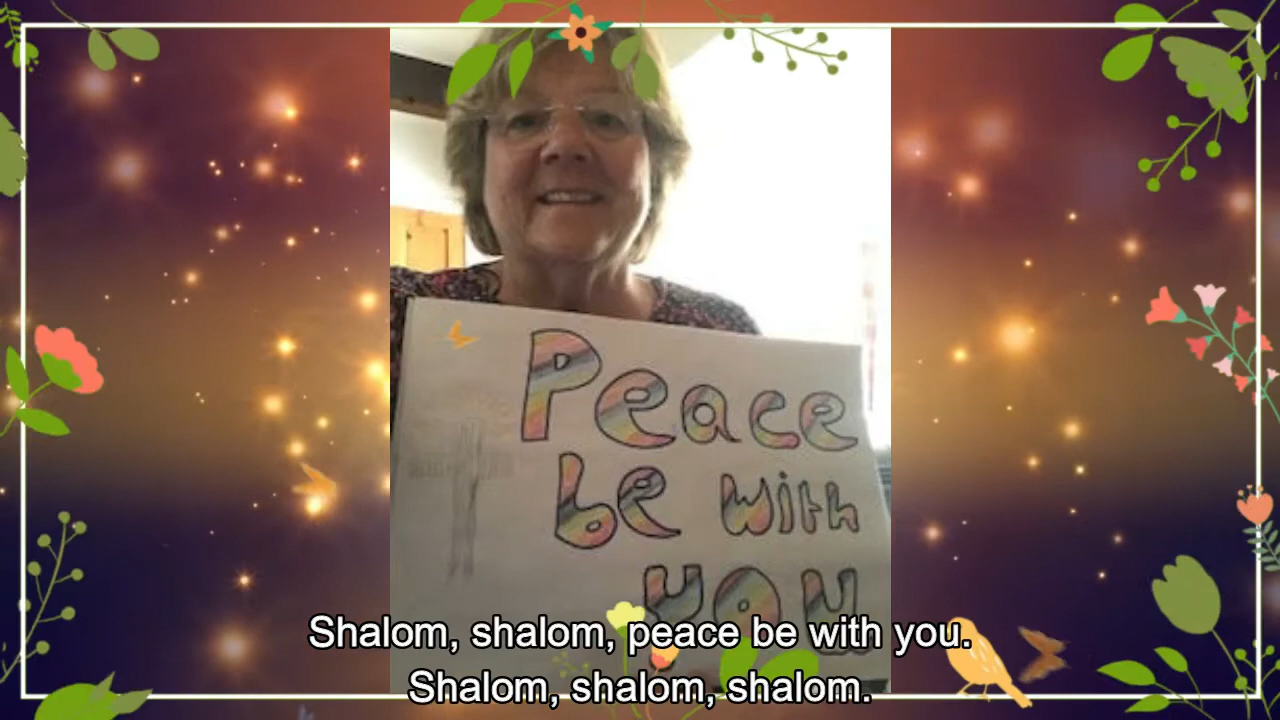 Peace
be with
you
Shalom, shalom, peace be with you.
Shalom, shalom, shalom.